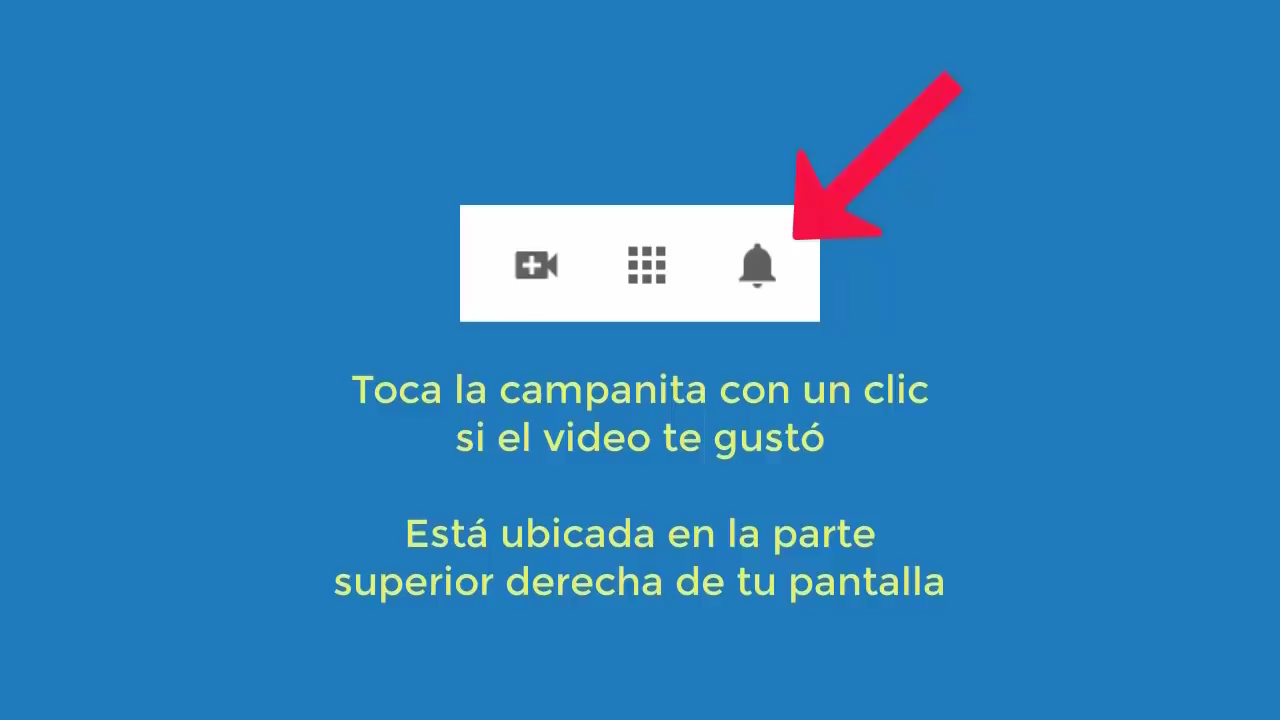 Toca la campanita con un clic
si el video te gustó
Está ubicada en la parte
superior derecha de tu pantalla